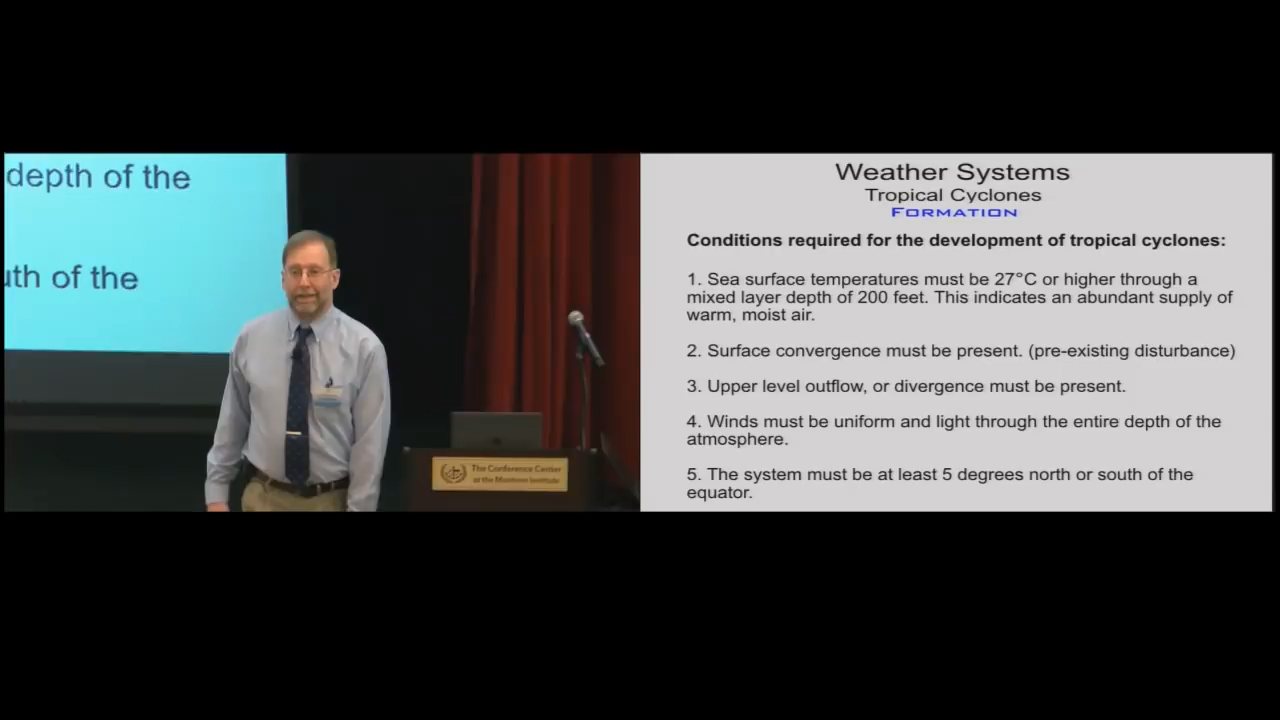 depth of the
uth of the
The Conference Center
at the Maritime Institute
Weather Systems
Tropical Cyclones
FORMATION
Conditions required for the development of tropical cyclones:
1. Sea surface temperatures must be 27°C or higher through a
mixed layer depth of 200 feet. This indicates an abundant supply of
warm, moist air.
2. Surface convergence must be present. (pre-existing disturbance)
3. Upper level outflow, or divergence must be present.
4. Winds must be uniform and light through the entire depth of the
atmosphere.
5. The system must be at least 5 degrees north or south of the
equator.